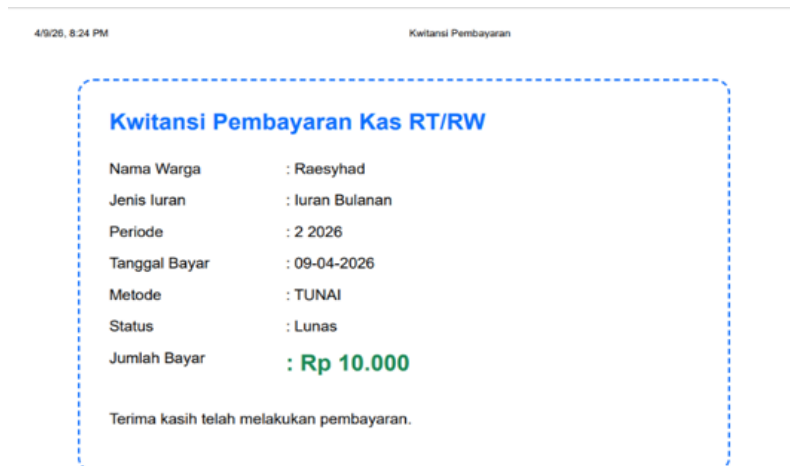 4/9/26, 8:24 PM Kwitansi Pembayaran
Kwitansi Pembayaran Kas RT/RW
Nama Warga : Raesyhad
Jenis Iuran : Iuran Bulanan
Periode : 2 2026
Tanggal Bayar : 09-04-2026
Metode : TUNAI
Status : Lunas
Jumlah Bayar : Rp 10.000
Terima kasih telah melakukan pembayaran.